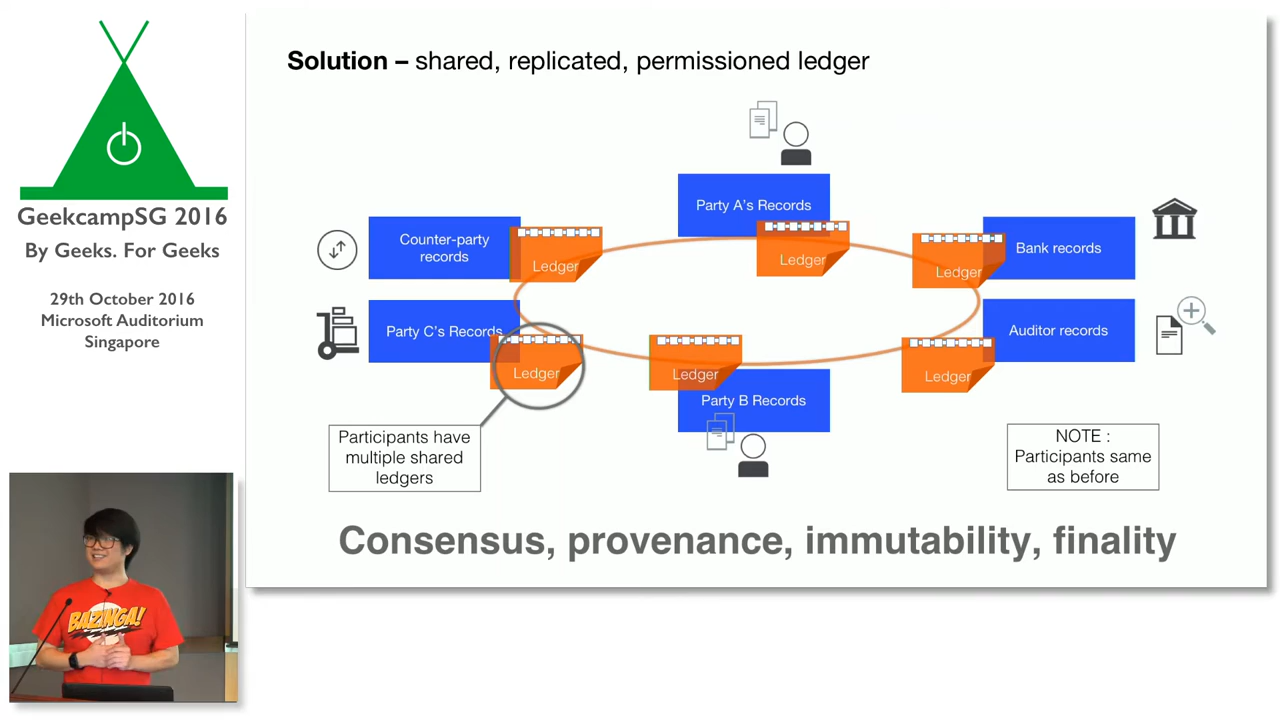 GeekcampSG 2016
By Geeks. For Geeks
29th October 2016
Microsoft Auditorium
Singapore
Solution – shared, replicated, permissioned ledger
Party A's Records
Ledger
Counter-party
records
Ledger
Bank records
Ledger
Party C's Records
Ledger
Auditor records
Ledger
Ledger
Party B Records
Participants have
multiple shared
ledgers
NOTE :
Participants same
as before
Consensus, provenance, immutability, finality
BAZINGA!